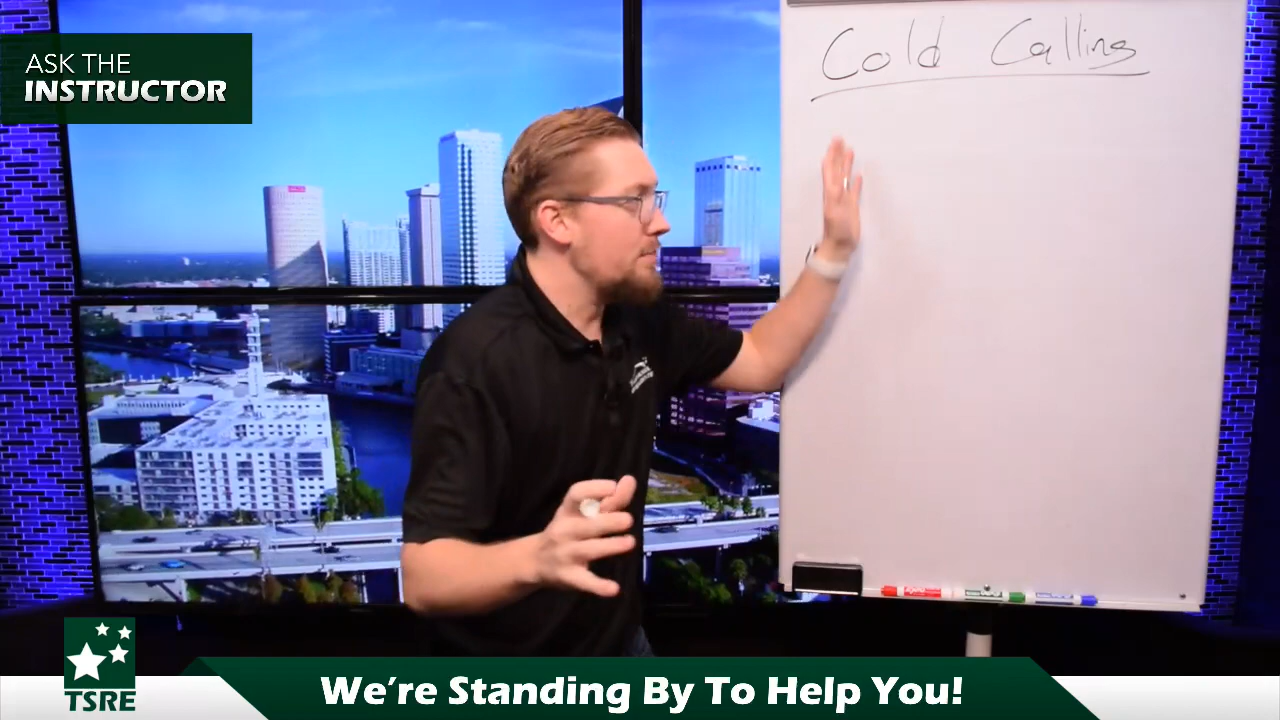 ASK THE
INSTRUCTOR
Cold Calling
TSRE
We're Standing By To Help You!